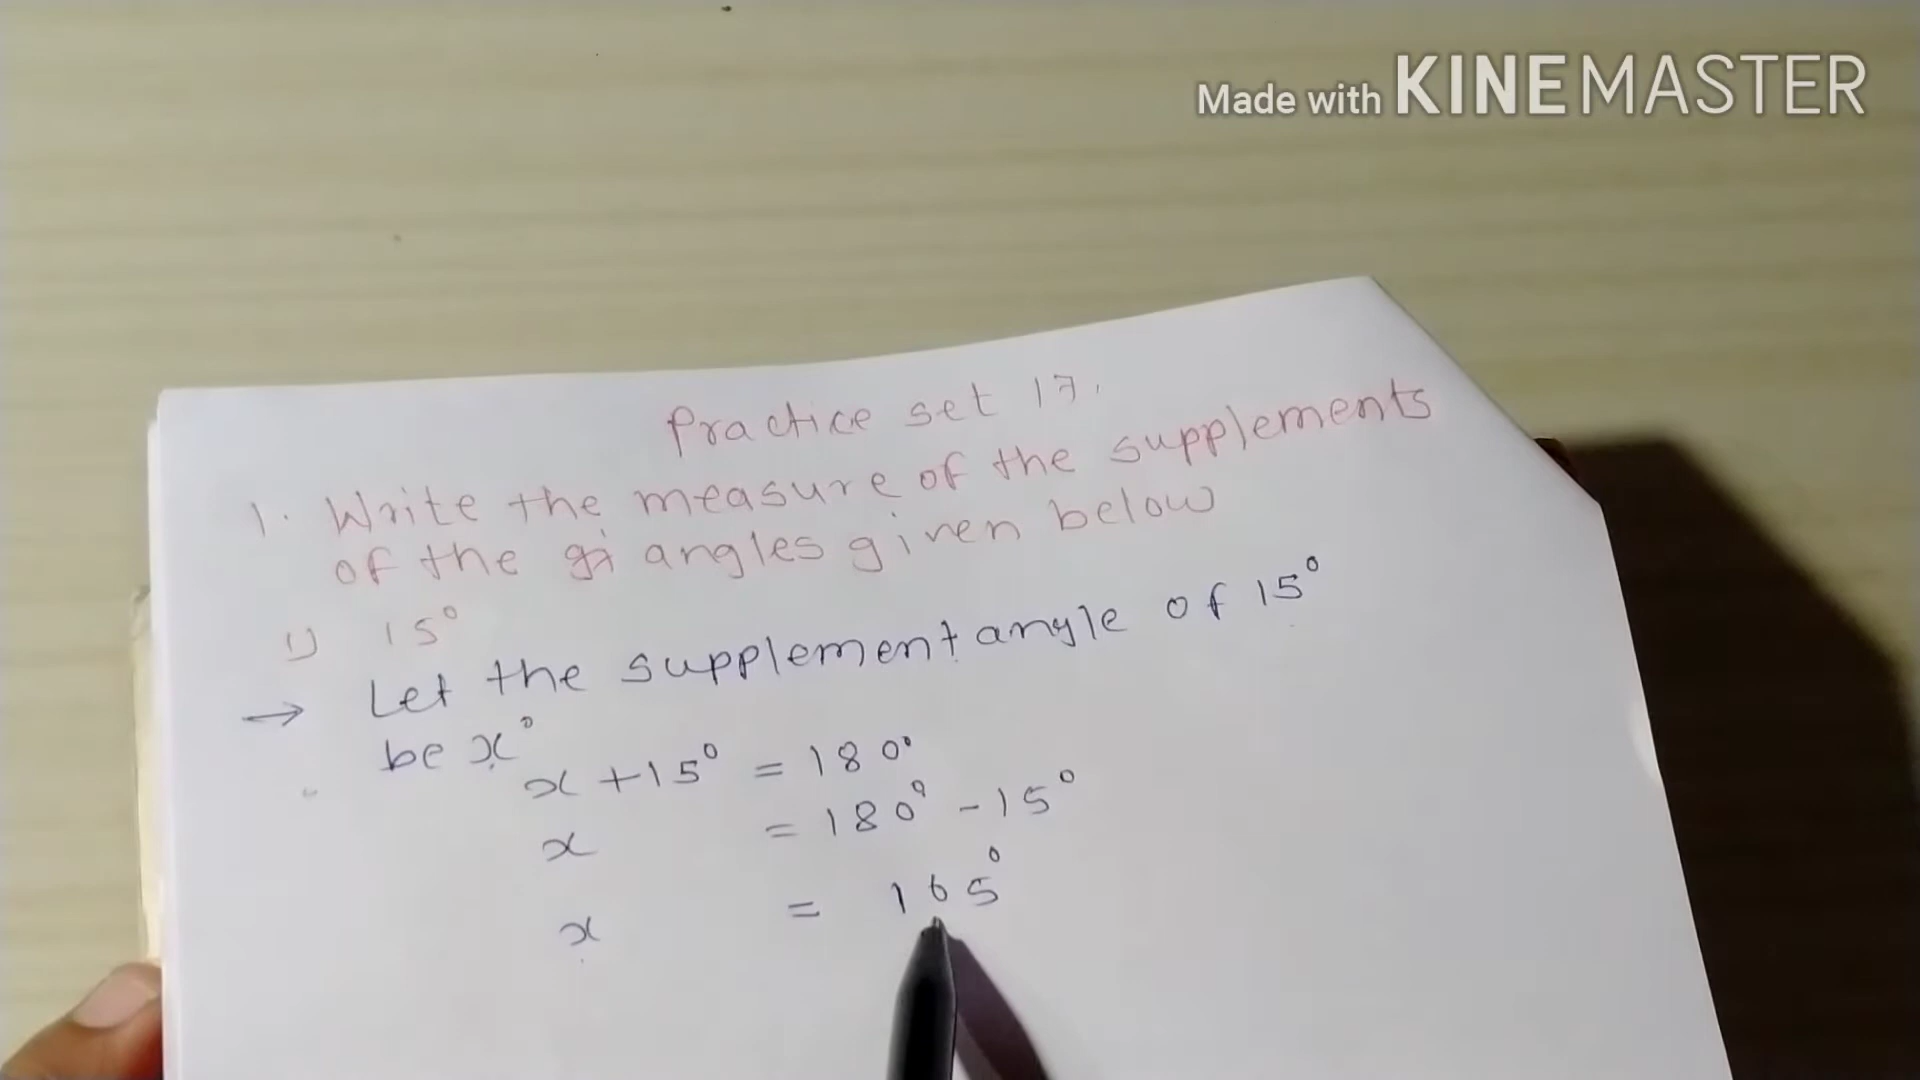 Made with KINEMASTER
Practice set 17.
1. Write the measure of the supplements
of the angles given below
1) 15°
→ Let the supplement angle of 15°
be x°
x + 15° = 180°
x = 180° - 15°
x = 165°